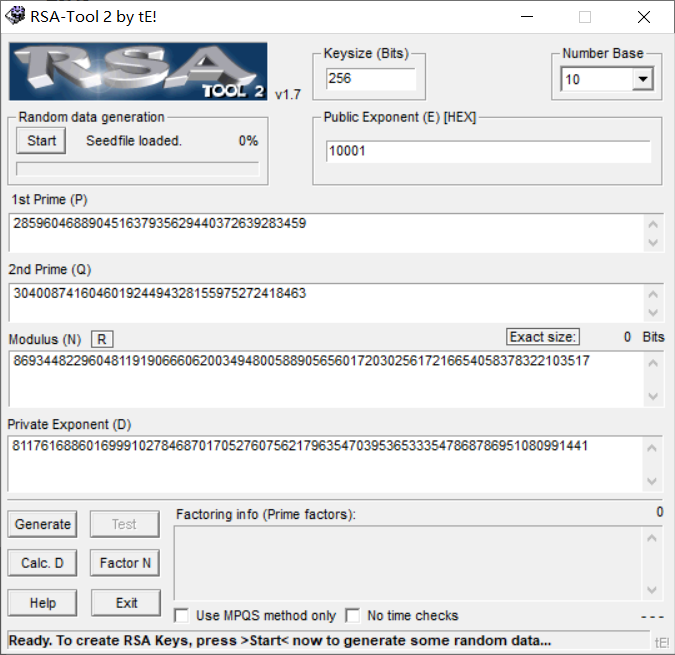 RSA-Tool 2 by tE!
RSA
TOOL 2
v1.7
Keysize (Bits)
256
Number Base
10
Random data generation
Start
Seedfile loaded.
0%
Public Exponent (E) [HEX]
10001
1st Prime (P)
285960468890451637935629440372639283459
2nd Prime (Q)
304008741604601924494328155975272418463
Modulus (N)
R
Exact size:
0
Bits
86934482296048119190666062003494800588905656017203025617216654058378322103517
Private Exponent (D)
81176168860169991027846870170527607562179635470395365333547868786951080991441
Generate
Test
Calc. D
Factor N
Help
Exit
Factoring info (Prime factors):
0
Use MPQS method only
No time checks
---
Ready. To create RSA Keys, press >Start< now to generate some random data...
tE!